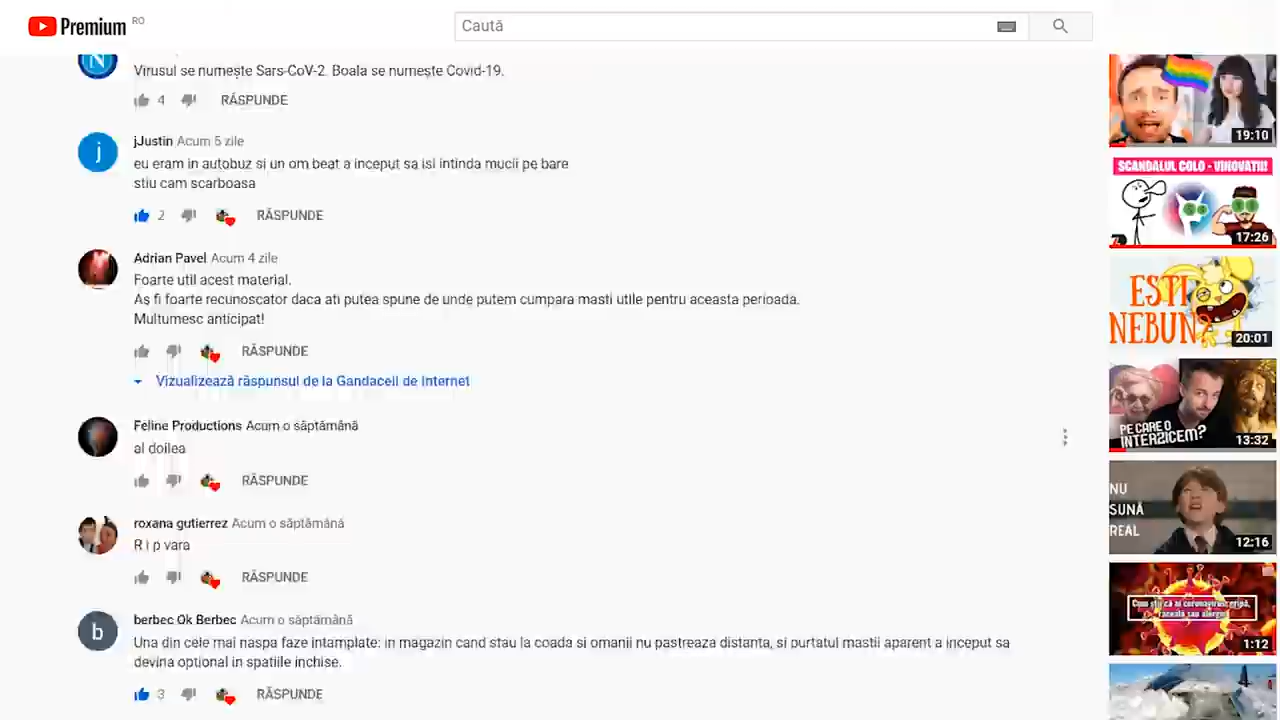 Premium RO
Caută
N
Virusul se numește Sars-CoV-2. Boala se numește Covid-19.
4 RĂSPUNDE
j
jJustin Acum 5 zile
eu eram in autobuz si un om beat a inceput sa isi intinda mucii pe bare
stiu cam scarboasa
2 RĂSPUNDE
Adrian Pavel Acum 4 zile
Foarte util acest material.
Aș fi foarte recunoscator daca ati putea spune de unde putem cumpara masti utile pentru aceasta perioada.
Multumesc anticipat!
RĂSPUNDE
Vizualizează răspunsul de la Gandacell de Internet
Feline Productions Acum o săptămână
al doilea
RĂSPUNDE
roxana gutierrez Acum o săptămână
R i p vara
RĂSPUNDE
b
berbec Ok Berbec Acum o săptămână
Una din cele mai naspa faze intamplate: in magazin cand stau la coada si omanii nu pastreaza distanta, si purtatul mastii aparent a inceput sa
devina optional in spatiile inchise.
3 RĂSPUNDE
19:10
SCANDALUL COLO - VINOVATII!
17:26
ESTI
NEBUN?
20:01
PE CARE O
INTERZICEM?
13:32
NU
SUNĂ
REAL
12:16
Cum știi că ai coronavirus, gripă,
răceală sau alergie
1:12